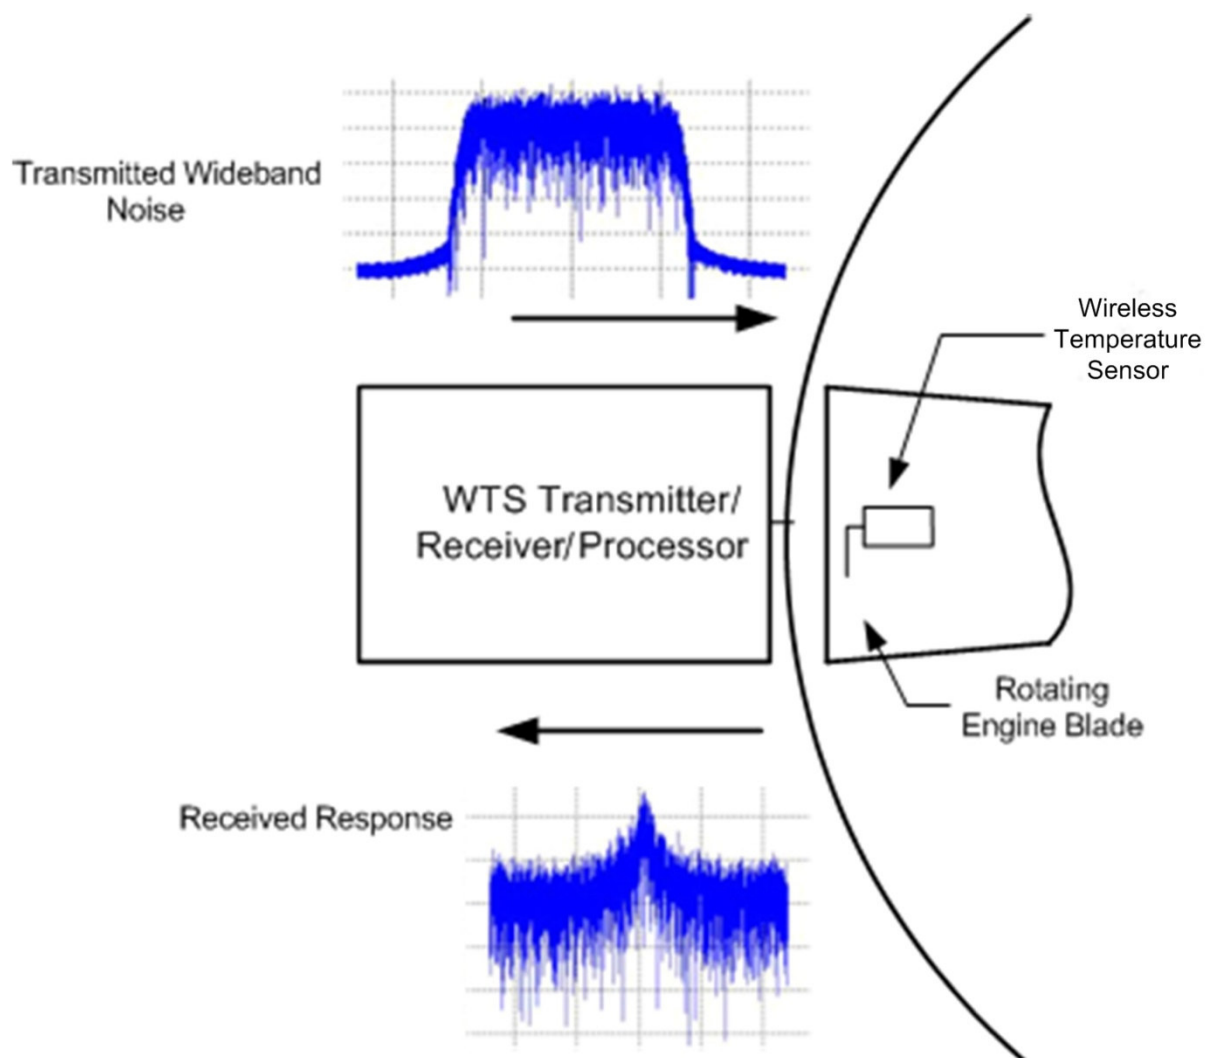 Transmitted Wideband
Noise
Wireless
Temperature
Sensor
WTS Transmitter/
Receiver/Processor
Rotating
Engine Blade
Received Response